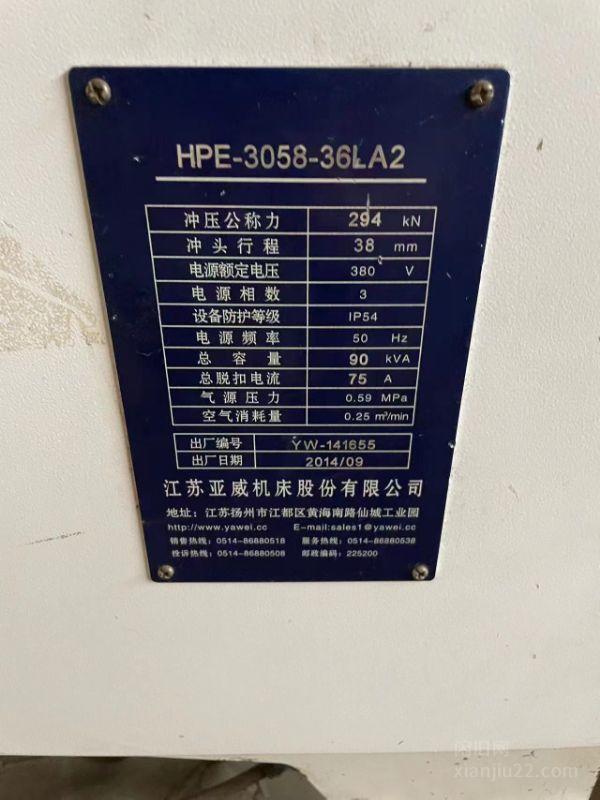 HPE-3058-36LA2
冲压公称力 294 kN
冲头行程 38 mm
电源额定电压 380 V
电源相数 3
设备防护等级 IP54
电源频率 50 Hz
总容量 90 kVA
总脱扣电流 75 A
气源压力 0.59 MPa
空气消耗量 0.25 m³/min
出厂编号 YW-141655
出厂日期 2014/09
江苏亚威机床股份有限公司
地址：江苏扬州市江都区黄海南路仙城工业园
http://www.yawei.cc E-mail:sales1@yawei.cc
销售热线：0514-86880518 服务热线：0514-86880538
投诉热线：0514-86880508 邮政编码：225200
xianjiu22.com